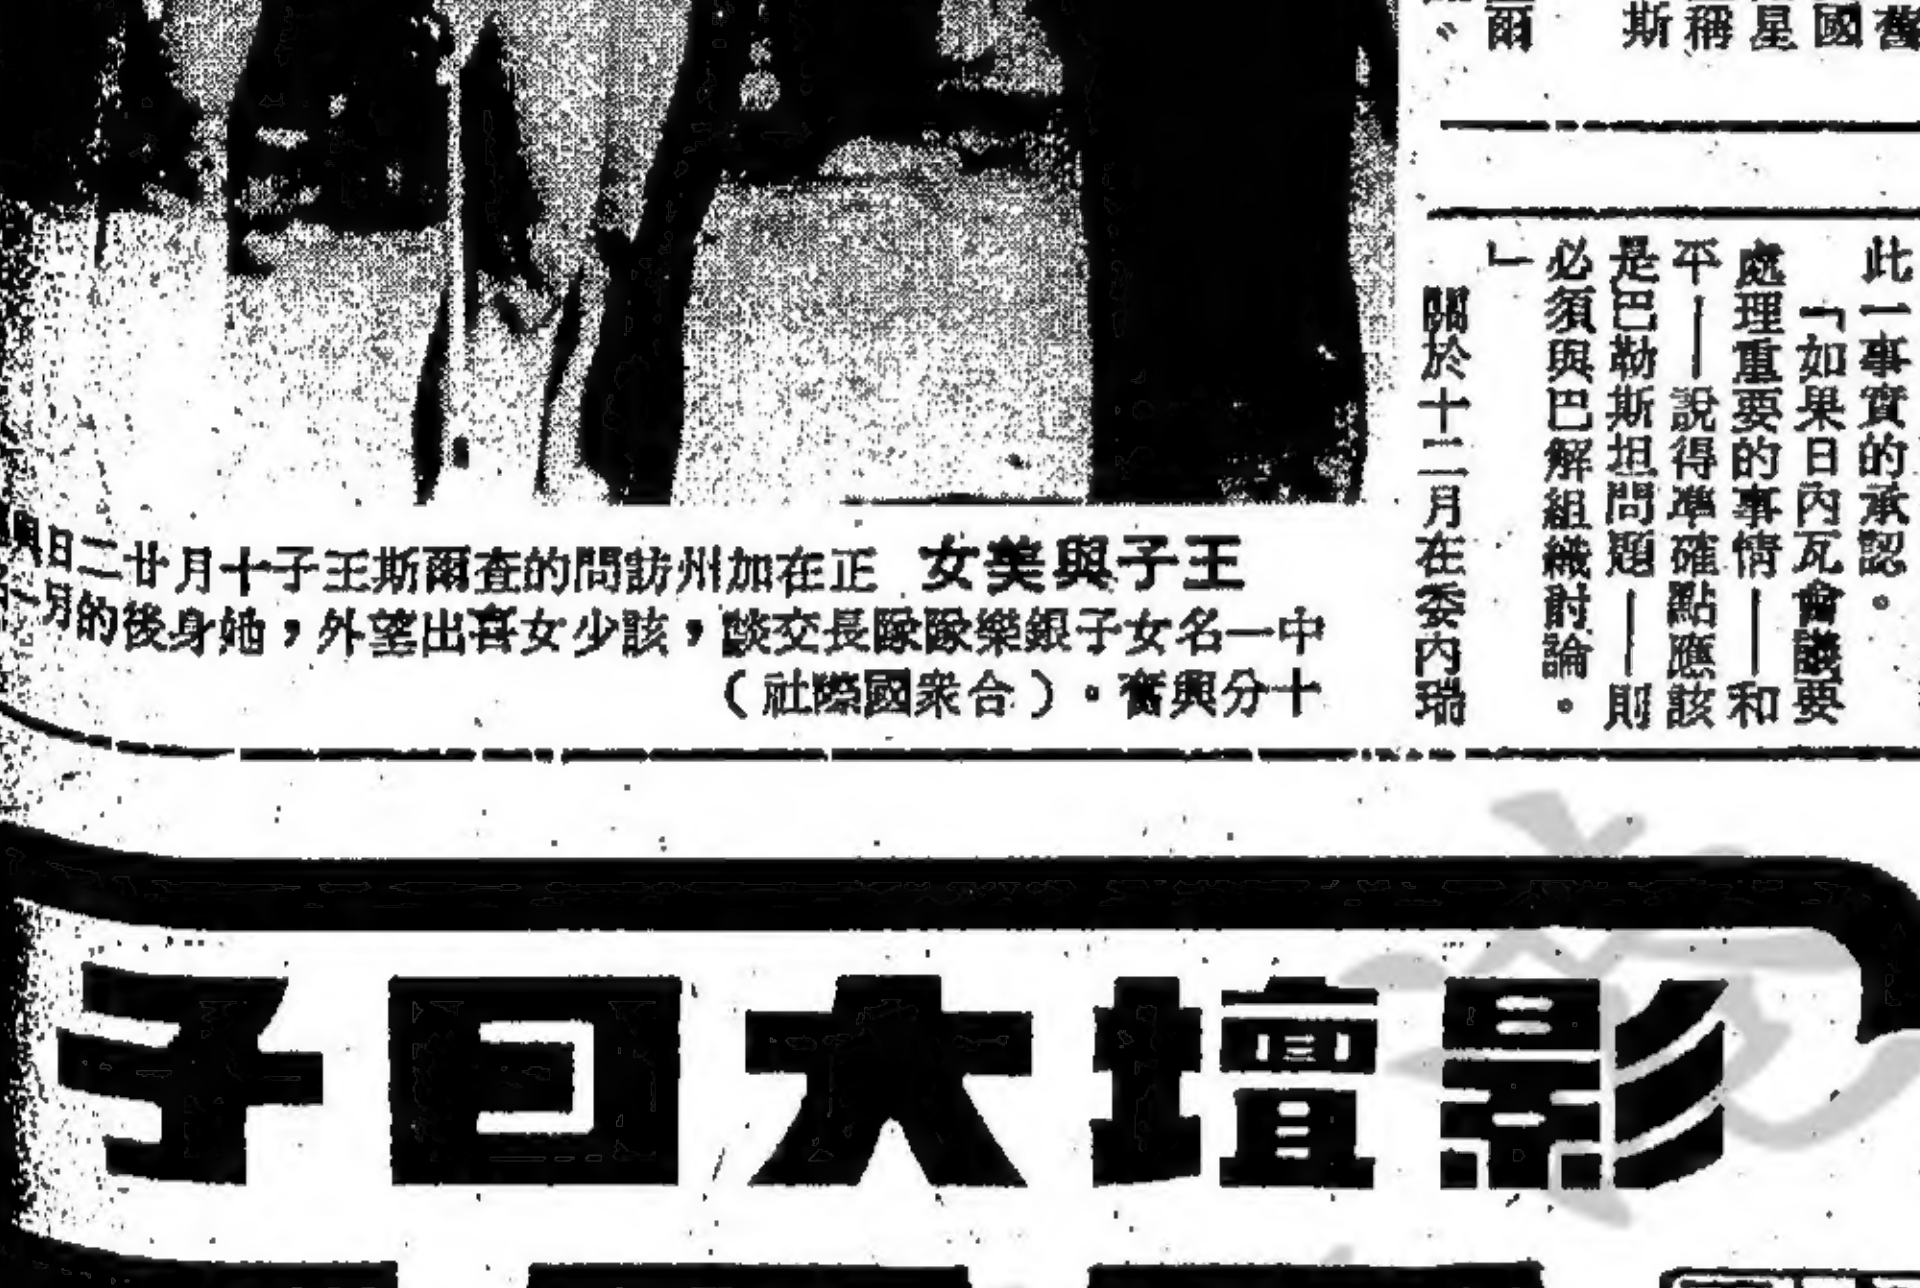 舊
國
星
稱
斯
爾
此一事實的承認。
「如果日內瓦會議要
處理重要的事情——和
平——說得準確點應該
是巴勒斯坦問題——則
必須與巴解組織討論。
」
關於十二月在委內瑞
王子與美女 正在加州訪問的查爾斯王子十月廿二日與
中一名女子銀樂隊隊長交談,該少女喜出望外,她身後的
十分興奮。(合衆國際社)
影壇大日子